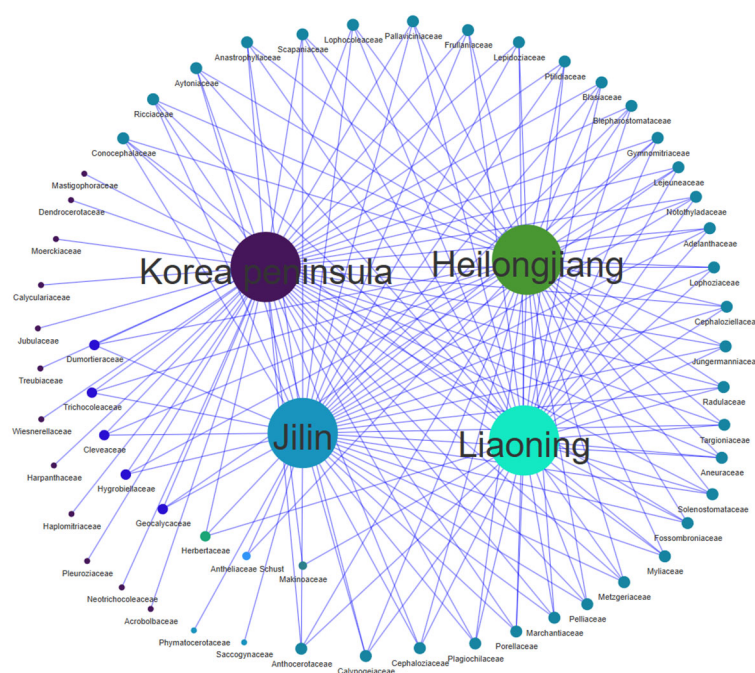 Pallaviciniaceae
Lophocoleaceae
Frullaniaceae
Scapaniaceae
Lepidoziaceae
Anastrophyllaceae
Ptilidiaceae
Aytoniaceae
Blasiaceae
Ricciaceae
Blepharostomataceae
Conocephalaceae
Gymnomitriaceae
Lejeuneaceae
Mastigophoraceae
Dendrocerotaceae
Notothyladaceae
Adelanthaceae
Moerckiaceae
Korea peninsula
Heilongjiang
Lophoziaceae
Calyculariaceae
Cephaloziellaceae
Jubulaceae
Dumortieraceae
Jungermanniaceae
Treubiaceae
Radulaceae
Trichocoleaceae
Wiesnerellaceae
Targioniaceae
Jilin
Liaoning
Cleveaceae
Aneuraceae
Harpanthaceae
Hygrobiellaceae
Solenostomataceae
Haplomitriaceae
Geocalycaceae
Fossombroniaceae
Herbertaceae
Myliaceae
Pleuroziaceae
Antheliaceae Schust
Makinoaceae
Metzgeriaceae
Neotrichocoleaceae
Acrobolbaceae
Pelliaceae
Marchantiaceae
Phymatocerotaceae
Porellaceae
Saccogynaceae
Plagiochilaceae
Anthocerotaceae
Cephaloziaceae
Calypogeiaceae